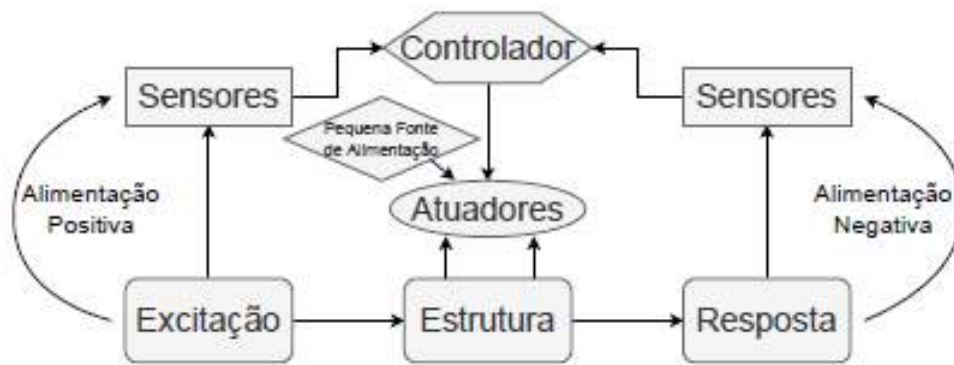 Controlador
Sensores
Sensores
Pequena Fonte
de Alimentação
Alimentação
Positiva
Atuadores
Alimentação
Negativa
Excitação
Estrutura
Resposta